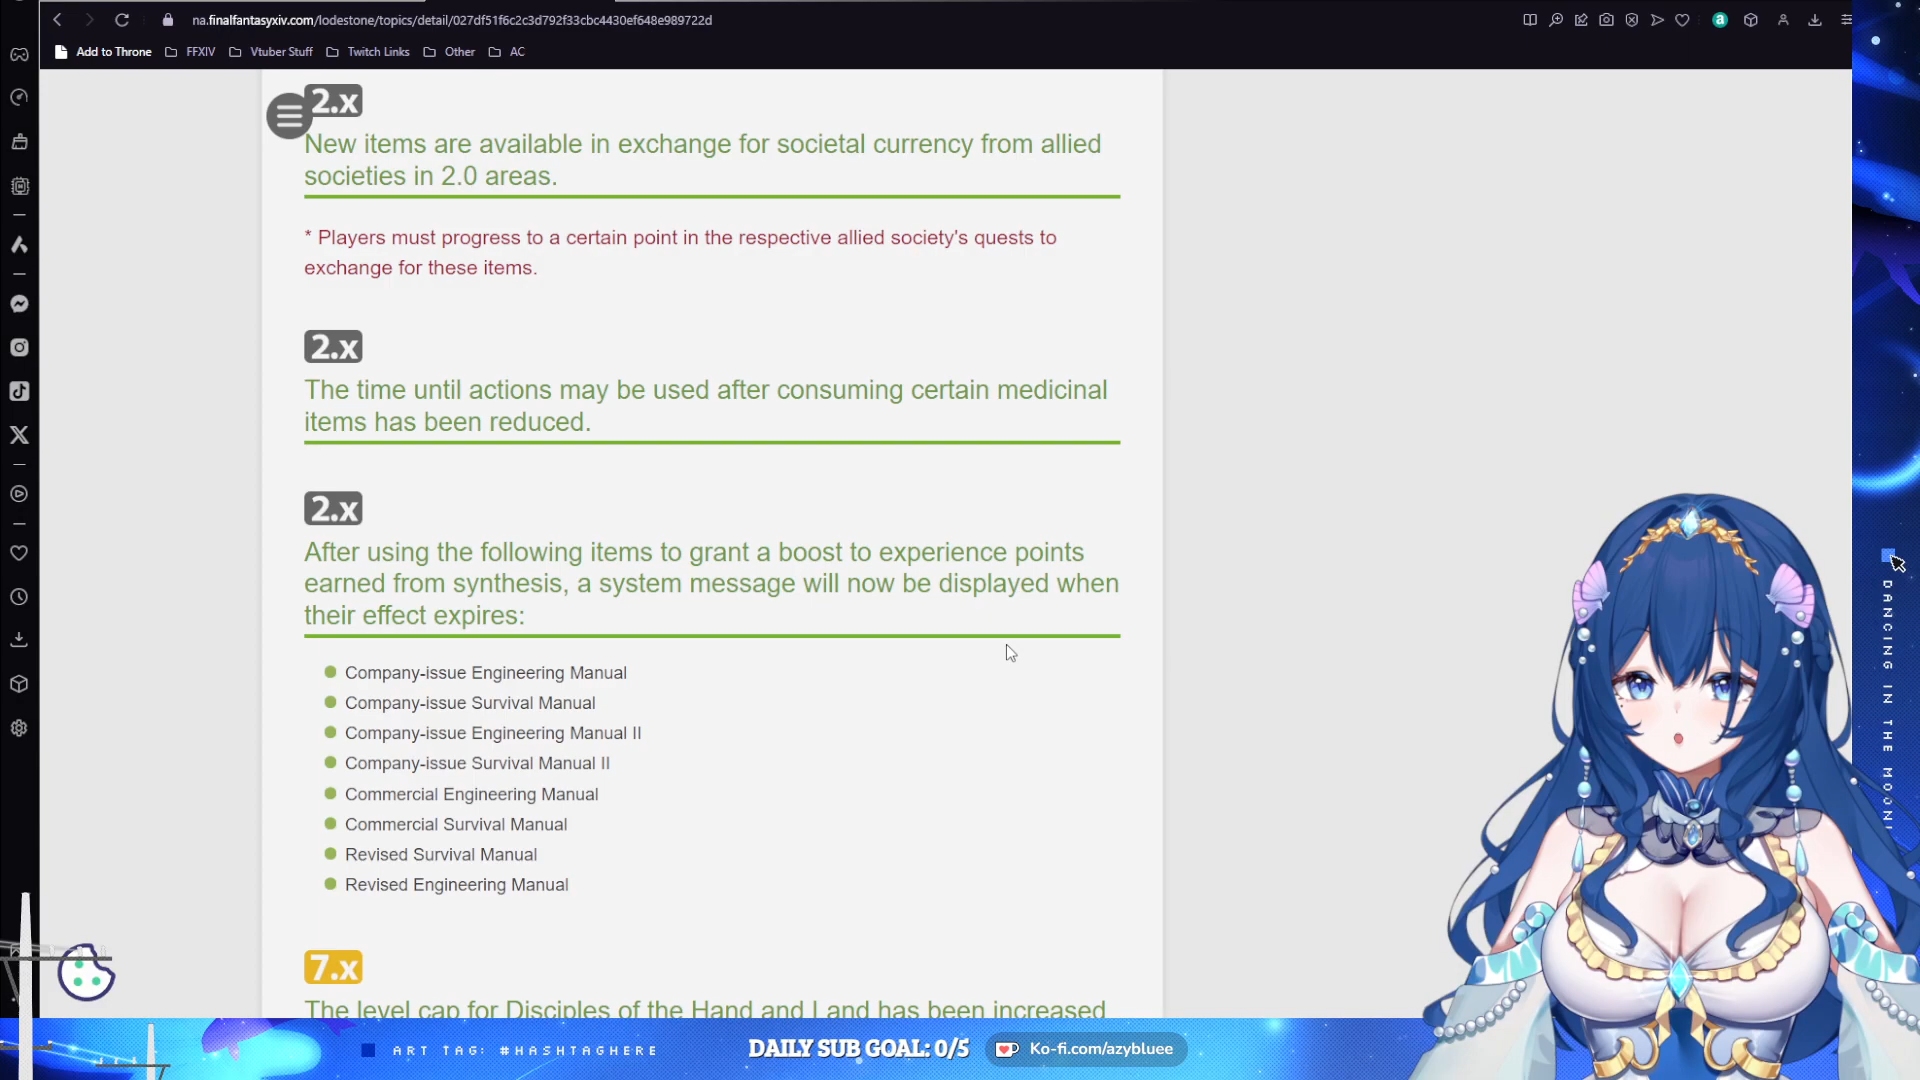 na.finalfantasyxiv.com/lodestone/topics/detail/027df51f6c2c3d792f33cbc4430ef648e989722d
Add to Throne FFXIV Vtuber Stuff Twitch Links Other AC
2.x
New items are available in exchange for societal currency from allied
societies in 2.0 areas.
* Players must progress to a certain point in the respective allied society's quests to
exchange for these items.
2.x
The time until actions may be used after consuming certain medicinal
items has been reduced.
2.x
After using the following items to grant a boost to experience points
earned from synthesis, a system message will now be displayed when
their effect expires:
Company-issue Engineering Manual
Company-issue Survival Manual
Company-issue Engineering Manual II
Company-issue Survival Manual II
Commercial Engineering Manual
Commercial Survival Manual
Revised Survival Manual
Revised Engineering Manual
7.x
The level cap for Disciples of the Hand and Land has been increased
DANCING IN THE MOONL
ART TAG: #HASHTAGHERE
DAILY SUB GOAL: 0/5
Ko-fi.com/azybluee